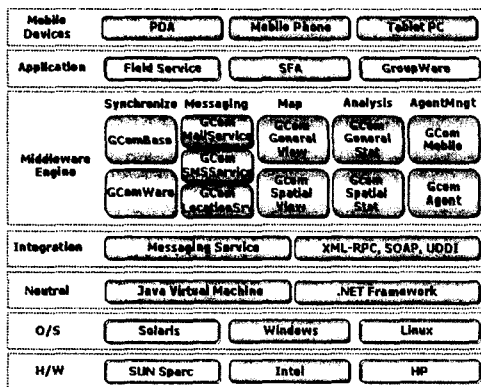 Mobile Devices PDA Mobile Phone Tablet PC
Application Field Service SFA GroupWare
Synchronize Messaging Map Analysis AgentMngt
Middleware Engine
GComBase GCom MailService GCom General View GCom General Stat GCom Mobile
GCom SMSService
GComWare GCom LocationSrv GCom Spatial View GCom Spatial Stat Gcom Agent
Integration Messaging Service XML-RPC, SOAP, UDDI
Neutral Java Virtual Machine .NET Framework
O/S Solaris Windows Linux
H/W SUN Sparc Intel HP